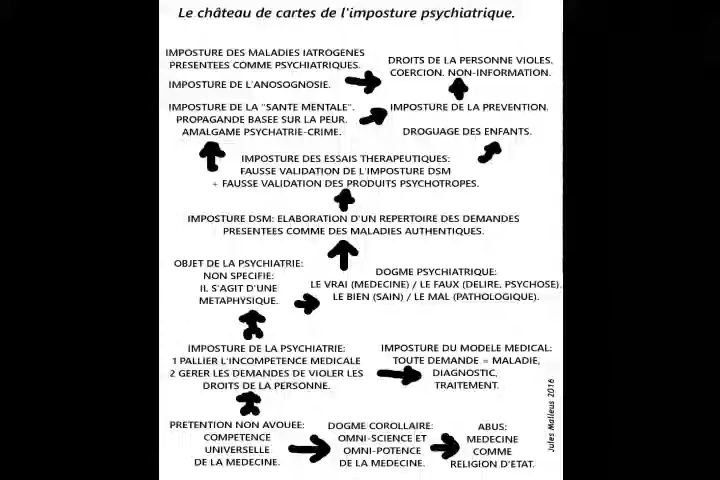 Le château de cartes de l'imposture psychiatrique.
IMPOSTURE DES MALADIES IATROGENES
PRESENTEES COMME PSYCHIATRIQUES.
IMPOSTURE DE L'ANOSOGNOSIE.
DROITS DE LA PERSONNE VIOLES.
COERCION. NON-INFORMATION.
IMPOSTURE DE LA "SANTE MENTALE".
PROPAGANDE BASEE SUR LA PEUR.
AMALGAME PSYCHIATRIE-CRIME.
IMPOSTURE DE LA PREVENTION.
DROGUAGE DES ENFANTS.
IMPOSTURE DES ESSAIS THERAPEUTIQUES:
FAUSSE VALIDATION DE L'IMPOSTURE DSM
+ FAUSSE VALIDATION DES PRODUITS PSYCHOTROPES.
IMPOSTURE DSM: ELABORATION D'UN REPERTOIRE DES DEMANDES
PRESENTEES COMME DES MALADIES AUTHENTIQUES.
OBJET DE LA PSYCHIATRIE:
NON SPECIFIE:
IL S'AGIT D'UNE
METAPHYSIQUE.
DOGME PSYCHIATRIQUE:
LE VRAI (MEDECINE) / LE FAUX (DELIRE, PSYCHOSE).
LE BIEN (SAIN) / LE MAL (PATHOLOGIQUE).
IMPOSTURE DE LA PSYCHIATRIE:
1 PALLIER L'INCOMPETENCE MEDICALE
2 GERER LES DEMANDES DE VIOLER LES
DROITS DE LA PERSONNE.
IMPOSTURE DU MODELE MEDICAL:
TOUTE DEMANDE = MALADIE,
DIAGNOSTIC,
TRAITEMENT.
PRETENTION NON AVOUEE:
COMPETENCE
UNIVERSELLE
DE LA MEDECINE.
DOGME COROLLAIRE:
OMNI-SCIENCE ET
OMNI-POTENCE
DE LA MEDECINE.
ABUS:
MEDECINE
COMME
RELIGION D'ETAT.
Jules Malleus 2016